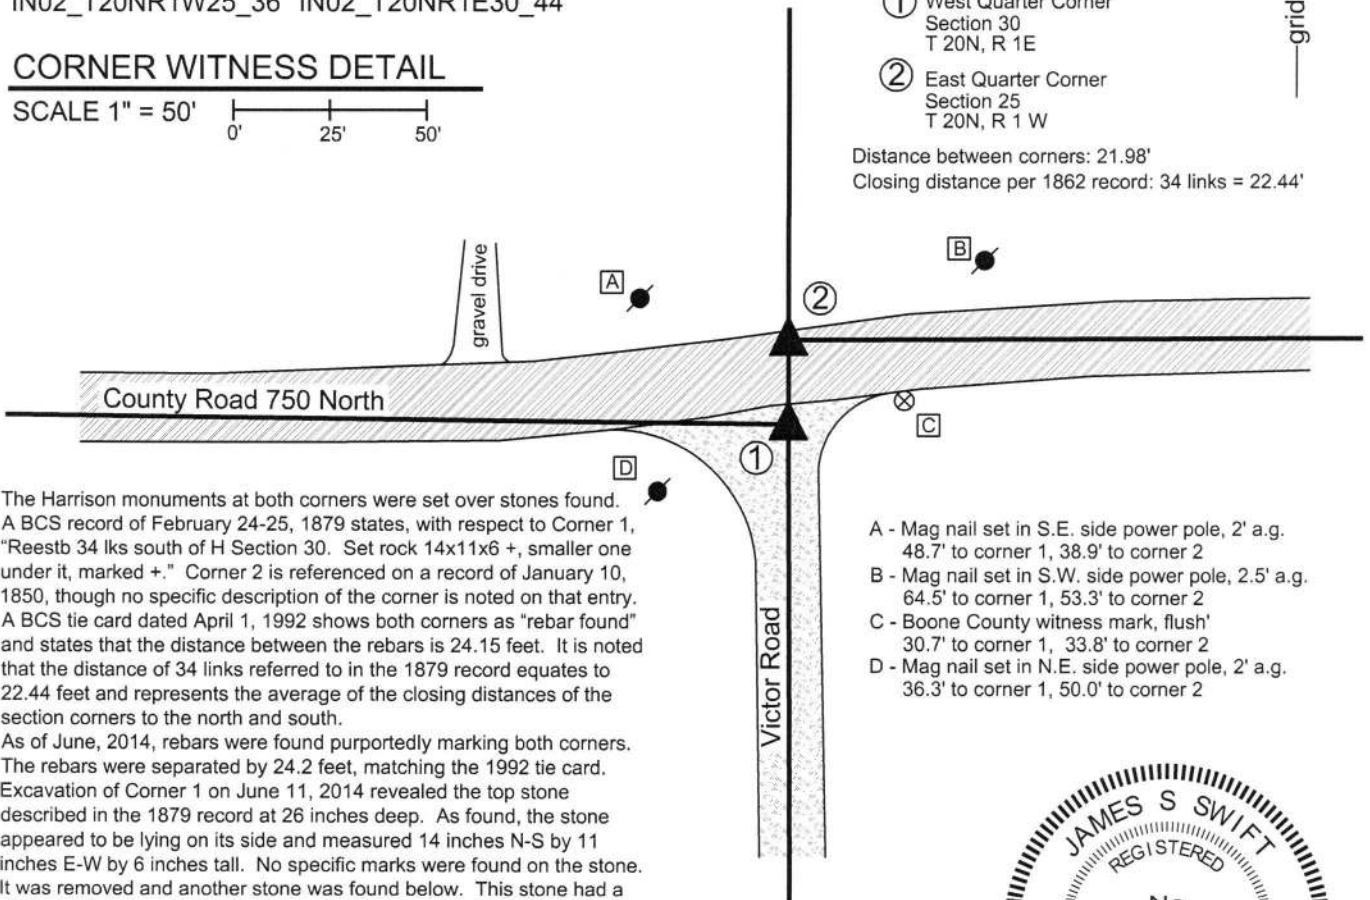 IN02_T20NR1W25_36 IN02_T20NR1E30_44
CORNER WITNESS DETAIL
SCALE 1" = 50'
0' 25' 50'
1 West Quarter Corner
Section 30
T 20N, R 1E
2 East Quarter Corner
Section 25
T 20N, R 1 W
Distance between corners: 21.98'
Closing distance per 1862 record: 34 links = 22.44'
grid
gravel drive
A
B
2
County Road 750 North
C
1
D
Victor Road
The Harrison monuments at both corners were set over stones found.
A BCS record of February 24-25, 1879 states, with respect to Corner 1,
"Reestb 34 lks south of H Section 30. Set rock 14x11x6 +, smaller one
under it, marked +." Corner 2 is referenced on a record of January 10,
1850, though no specific description of the corner is noted on that entry.
A BCS tie card dated April 1, 1992 shows both corners as "rebar found"
and states that the distance between the rebars is 24.15 feet. It is noted
that the distance of 34 links referred to in the 1879 record equates to
22.44 feet and represents the average of the closing distances of the
section corners to the north and south.
As of June, 2014, rebars were found purportedly marking both corners.
The rebars were separated by 24.2 feet, matching the 1992 tie card.
Excavation of Corner 1 on June 11, 2014 revealed the top stone
described in the 1879 record at 26 inches deep. As found, the stone
appeared to be lying on its side and measured 14 inches N-S by 11
inches E-W by 6 inches tall. No specific marks were found on the stone.
It was removed and another stone was found below. This stone had a
A - Mag nail set in S.E. side power pole, 2' a.g.
48.7' to corner 1, 38.9' to corner 2
B - Mag nail set in S.W. side power pole, 2.5' a.g.
64.5' to corner 1, 53.3' to corner 2
C - Boone County witness mark, flush'
30.7' to corner 1, 33.8' to corner 2
D - Mag nail set in N.E. side power pole, 2' a.g.
36.3' to corner 1, 50.0' to corner 2
JAMES S SWIFT
REGISTERED